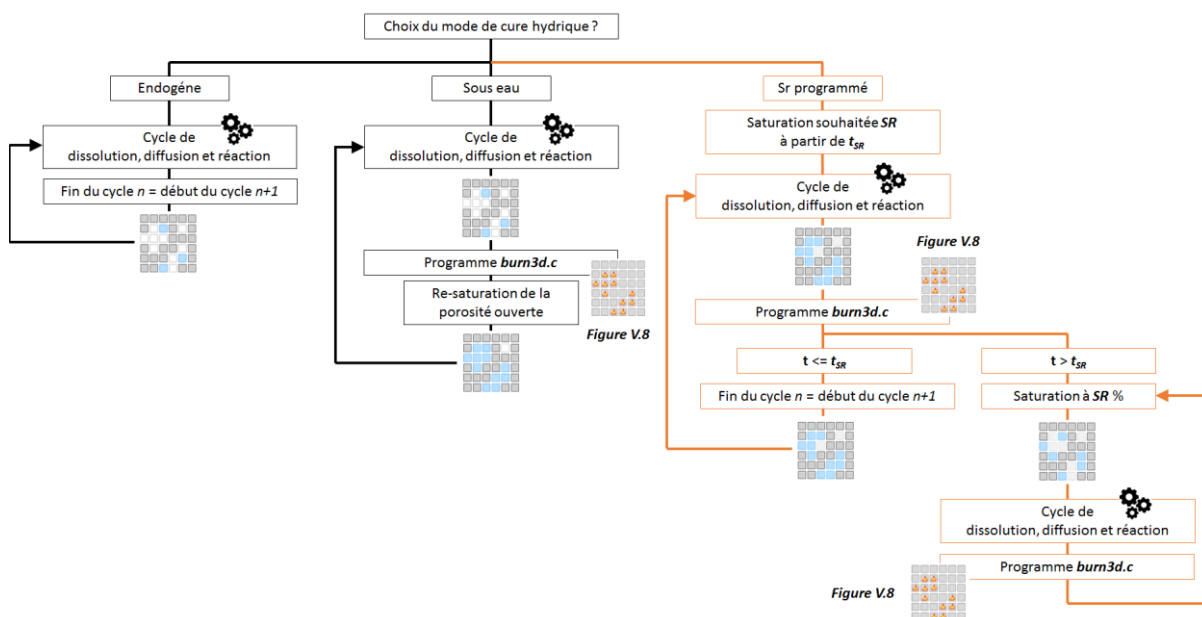 Choix du mode de cure hydrique ?
Endogéne
Cycle de
dissolution, diffusion et réaction
Fin du cycle n = début du cycle n+1
Sous eau
Cycle de
dissolution, diffusion et réaction
Programme burn3d.c
Re-saturation de la
porosité ouverte
Figure V.8
Sr programmé
Saturation souhaitée SR
à partir de tSR
Cycle de
dissolution, diffusion et réaction
Figure V.8
Programme burn3d.c
t <= tSR
Fin du cycle n = début du cycle n+1
t > tSR
Saturation à SR %
Cycle de
dissolution, diffusion et réaction
Programme burn3d.c
Figure V.8